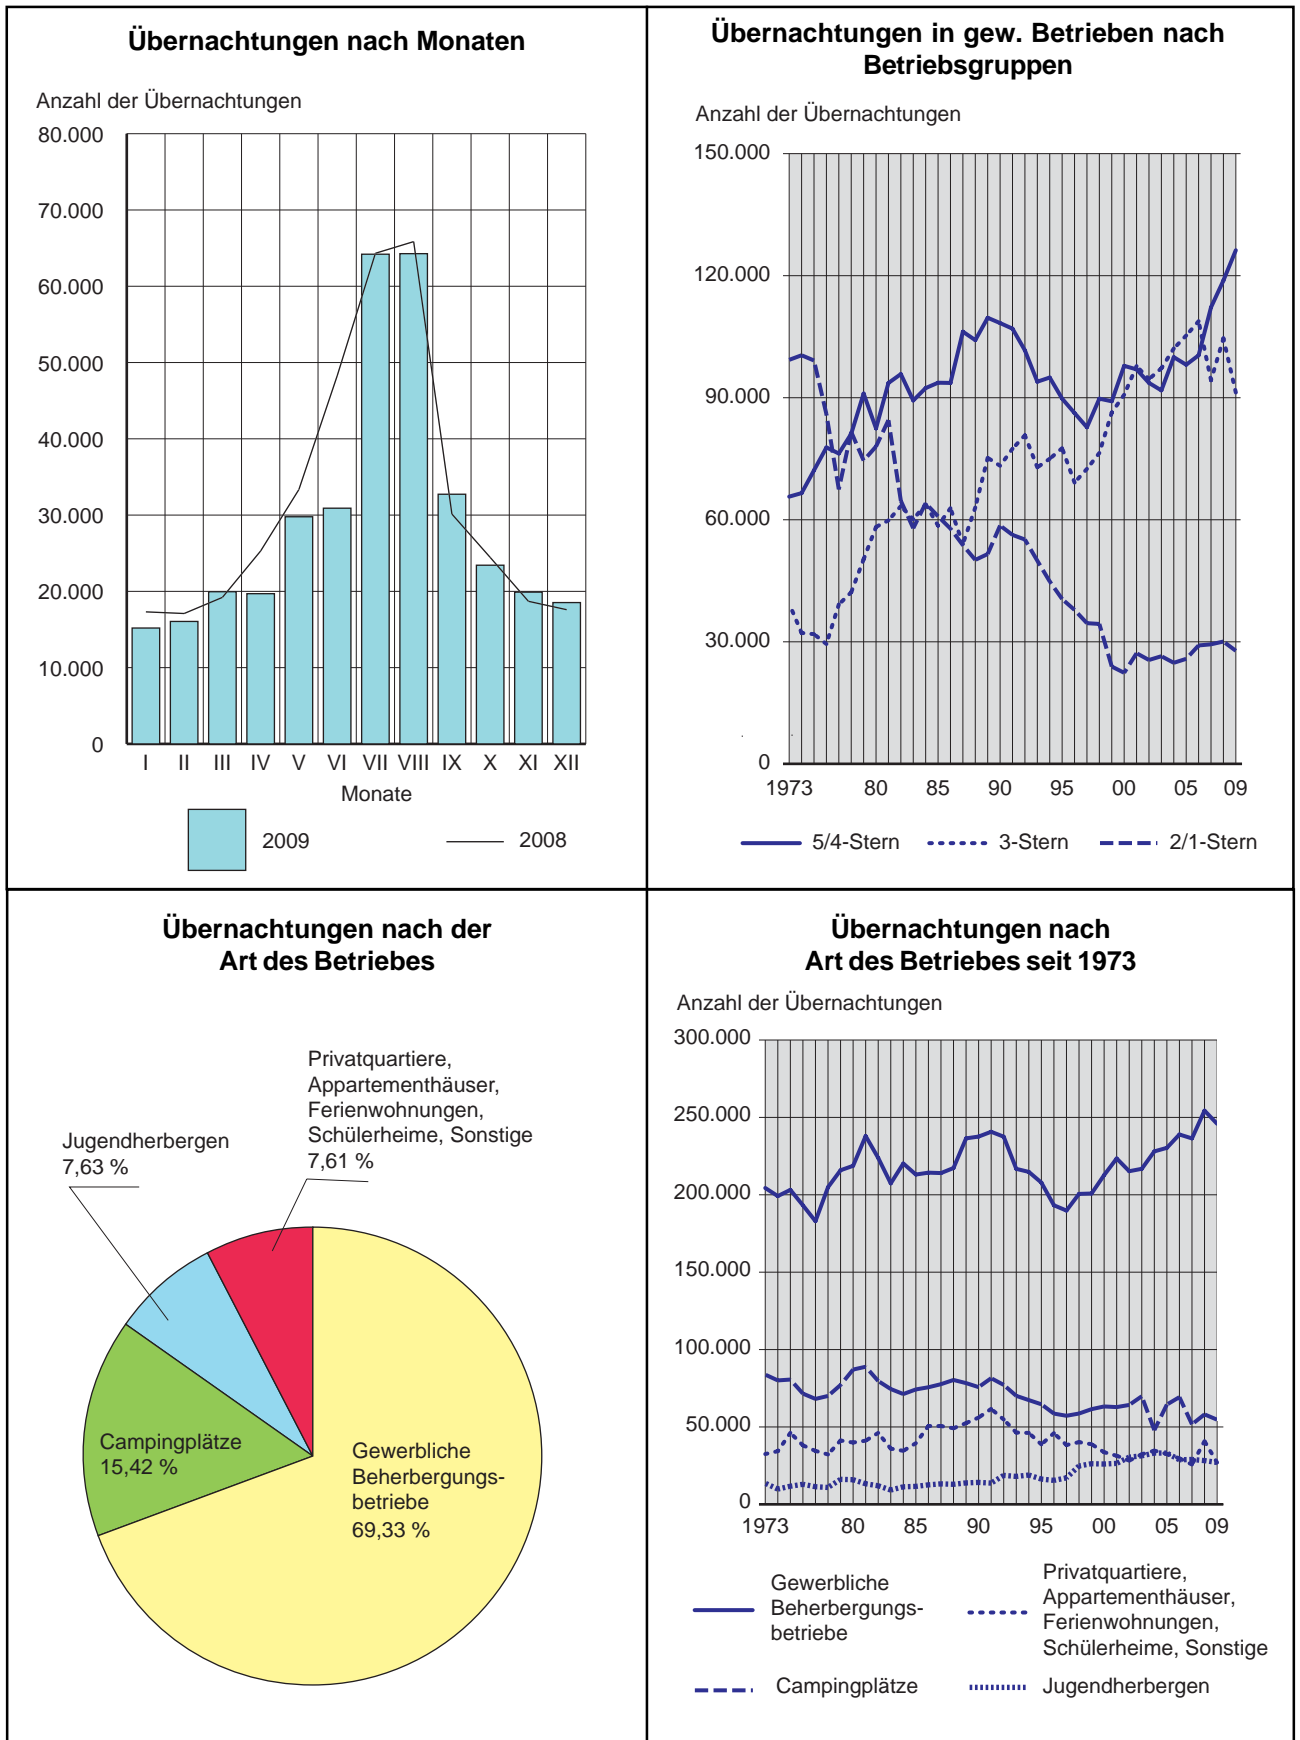 Übernachtungen nach Monaten
Anzahl der Übernachtungen
80.000
70.000
60.000
50.000
40.000
30.000
20.000
10.000
0
I II III IV V VI VII VIII IX X XI XII
Monate
2009 2008
Übernachtungen in gew. Betrieben nach
Betriebsgruppen
Anzahl der Übernachtungen
150.000
120.000
90.000
60.000
30.000
0
1973 80 85 90 95 00 05 09
5/4-Stern 3-Stern 2/1-Stern
Übernachtungen nach der
Art des Betriebes
Privatquartiere,
Appartementhäuser,
Ferienwohnungen,
Schülerheime, Sonstige
7,61 %
Jugendherbergen
7,63 %
Campingplätze
15,42 %
Gewerbliche
Beherbergungs-
betriebe
69,33 %
Übernachtungen nach
Art des Betriebes seit 1973
Anzahl der Übernachtungen
300.000
250.000
200.000
150.000
100.000
50.000
0
1973 80 85 90 95 00 05 09
Gewerbliche
Beherbergungs-
betriebe
Privatquartiere,
Appartementhäuser,
Ferienwohnungen,
Schülerheime, Sonstige
Campingplätze
Jugendherbergen